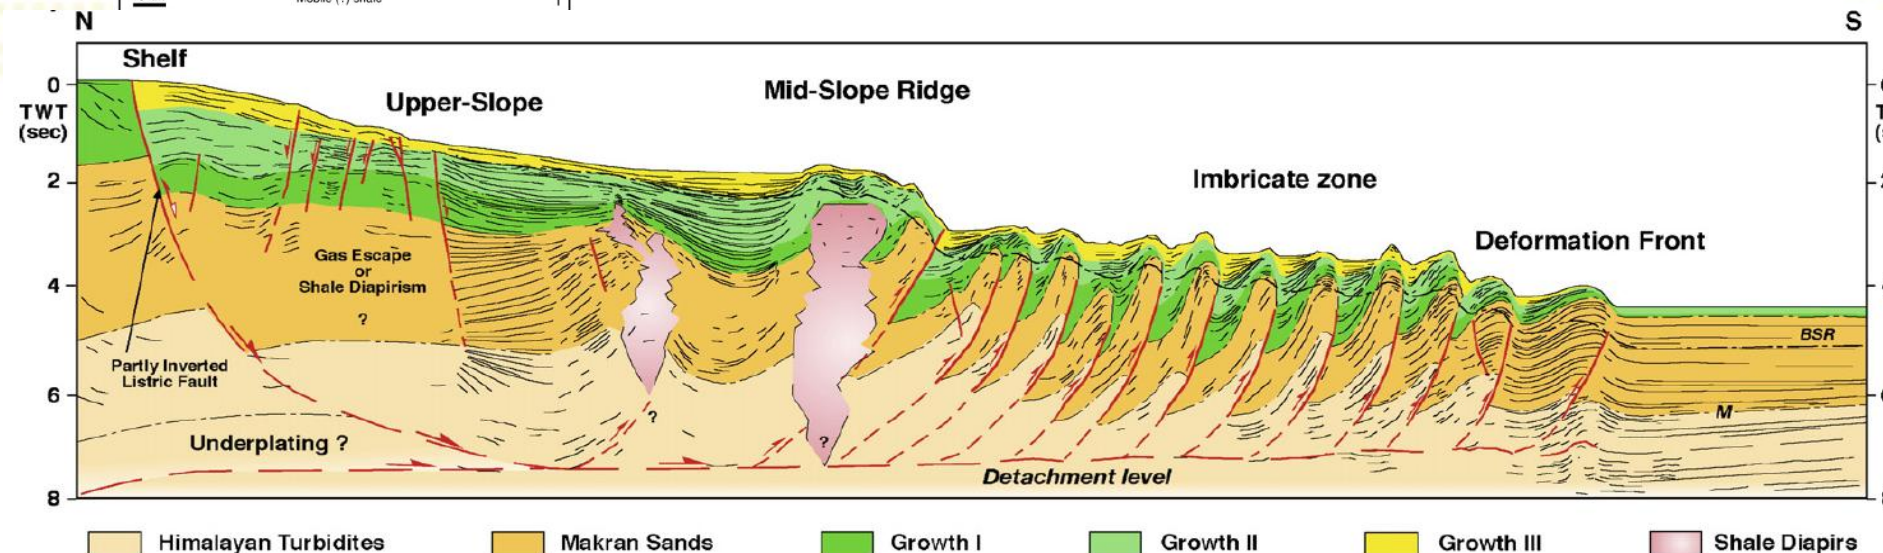 Mobile (?) shale
N
S
Shelf
0
TWT
(sec)
Upper-Slope
Mid-Slope Ridge
2
Imbricate zone
Deformation Front
Gas Escape
or
Shale Diapirism
?
4
BSR
Partly Inverted
Listric Fault
6
?
M
Underplating ?
?
Detachment level
8
Himalayan Turbidites
Makran Sands
Growth I
Growth II
Growth III
Shale Diapirs